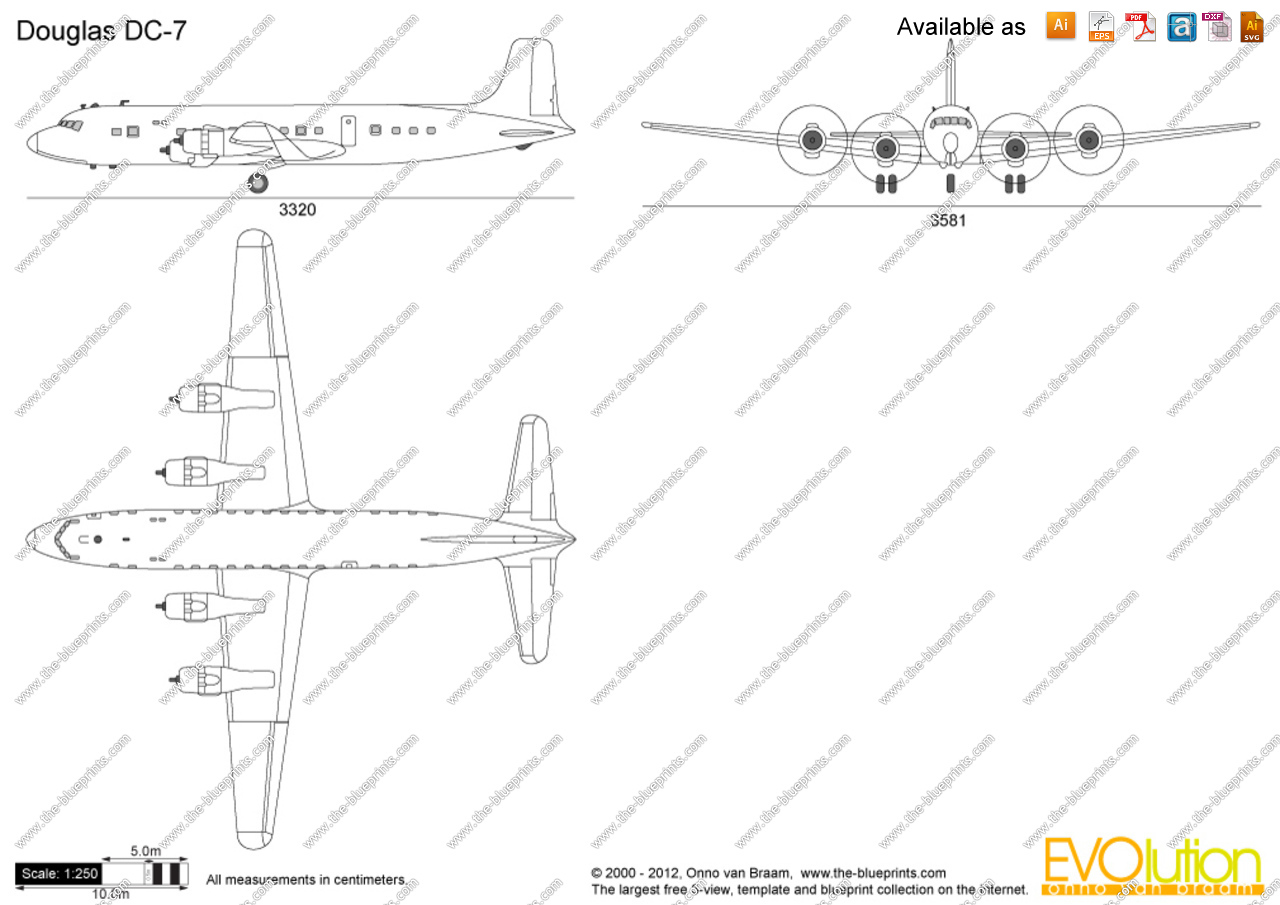 Douglas DC-7
Available as
Ai
EPS
PDF
a
DXF
Ai
SVG
3320
3581
5.0m
Scale: 1:250
10.0m
All measurements in centimeters.
© 2000 - 2012, Onno van Braam, www.the-blueprints.com
The largest free 3-view, template and blueprint collection on the internet.
EVOlution
onno van braam
www.the-blueprints.com